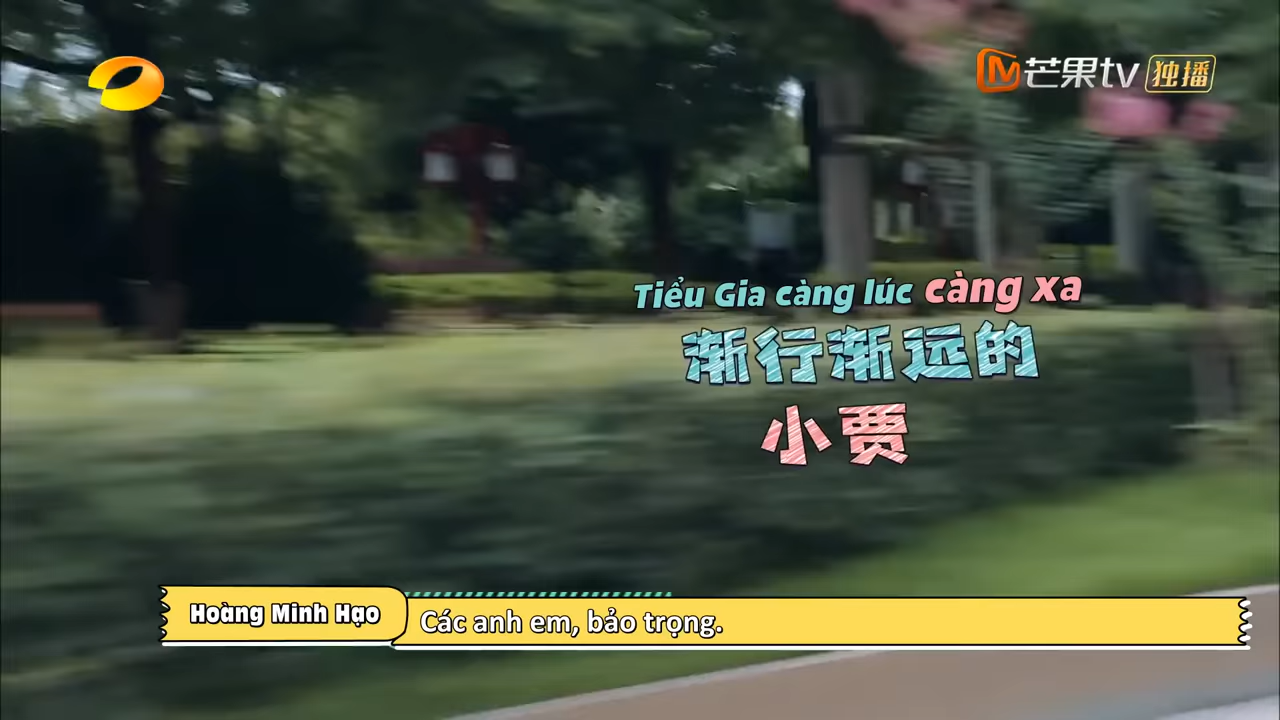 芒果tv 独播
Tiểu Gia càng lúc càng xa
渐行渐远的
小贾
Hoàng Minh Hạo
Các anh em, bảo trọng.